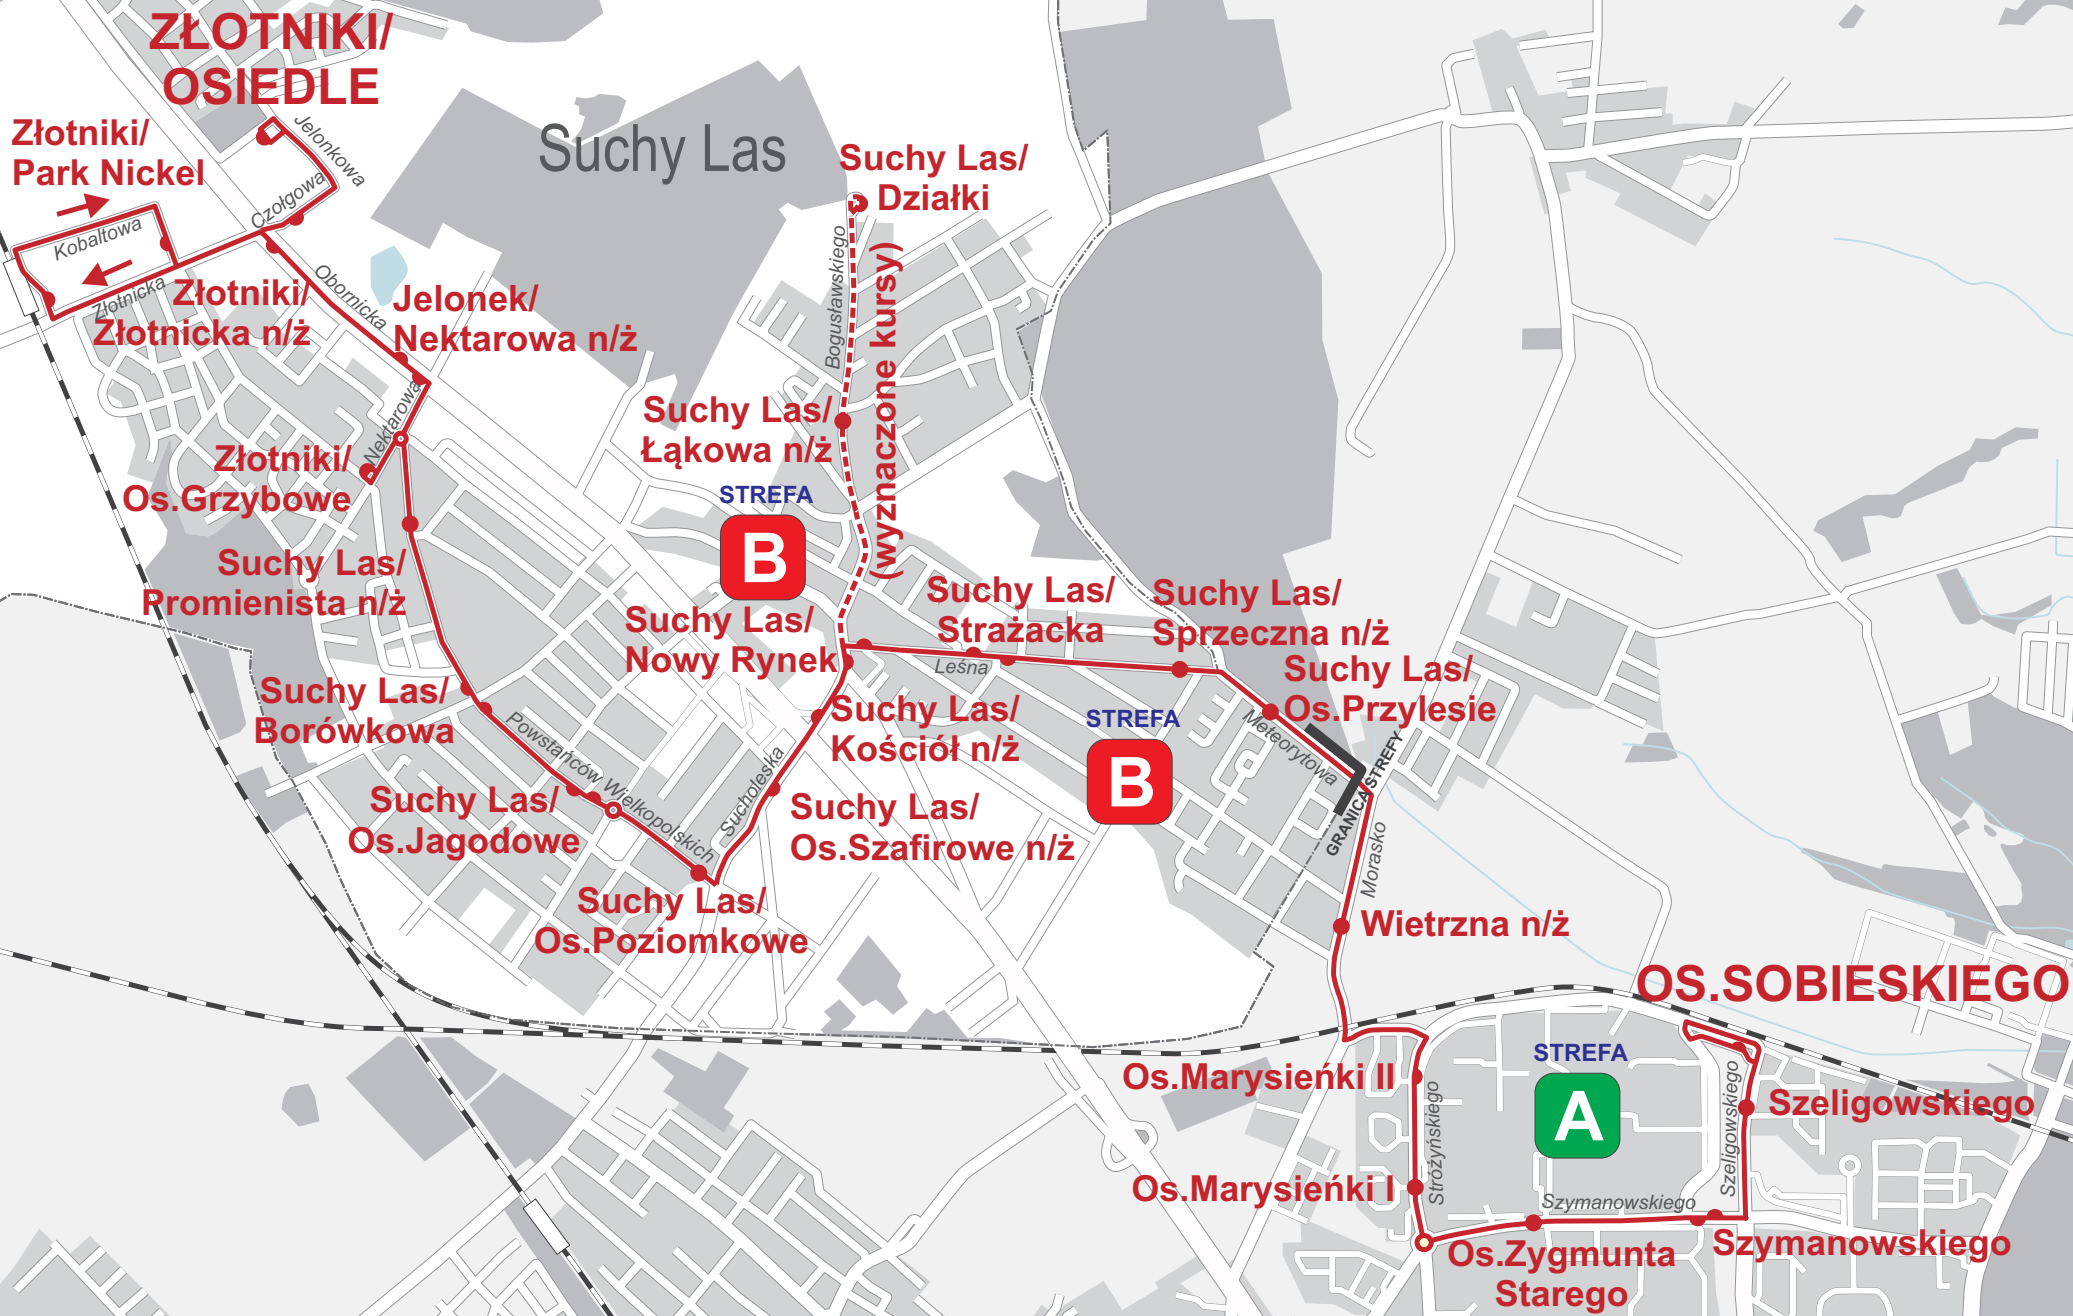 ZŁOTNIKI/
OSIEDLE
Złotniki/
Park Nickel
Jelonkowa
Czołgowa
Kobaltowa
Złotnicka
Złotniki/
Złotnicka n/ż
Obornicka
Jelonek/
Nektarowa n/ż
Suchy Las
Suchy Las/
Działki
Bogusławskiego
(wyznaczone kursy)
Suchy Las/
Łąkowa n/ż
Nektarowa
Złotniki/
Os.Grzybowe
STREFA
B
Suchy Las/
Promienista n/ż
Suchy Las/
Nowy Rynek
Suchy Las/
Strażacka
Leśna
Suchy Las/
Sprzeczna n/ż
Suchy Las/
Os.Przylesie
Suchy Las/
Borówkowa
Powstańców Wielkopolskich
Sucholeska
Suchy Las/
Kościół n/ż
STREFA
B
Meteorytowa
GRANICA STREFY
Morasko
Suchy Las/
Os.Jagodowe
Suchy Las/
Os.Szafirowe n/ż
Suchy Las/
Os.Poziomkowe
Wietrzna n/ż
OS.SOBIESKIEGO
STREFA
A
Os.Marysieńki II
Stróżyńskiego
Szeligowskiego
Szeligowskiego
Os.Marysieńki I
Szymanowskiego
Os.Zygmunta
Starego
Szymanowskiego